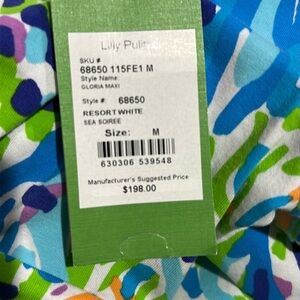 Lilly Pulitzer
SKU #
68650 115FE1 M
Style Name:
GLORIA MAXI
Style #: 68650
RESORT WHITE
SEA SOIREE
Size: M
630306 539548
Manufacturer's Suggested Price
$198.00